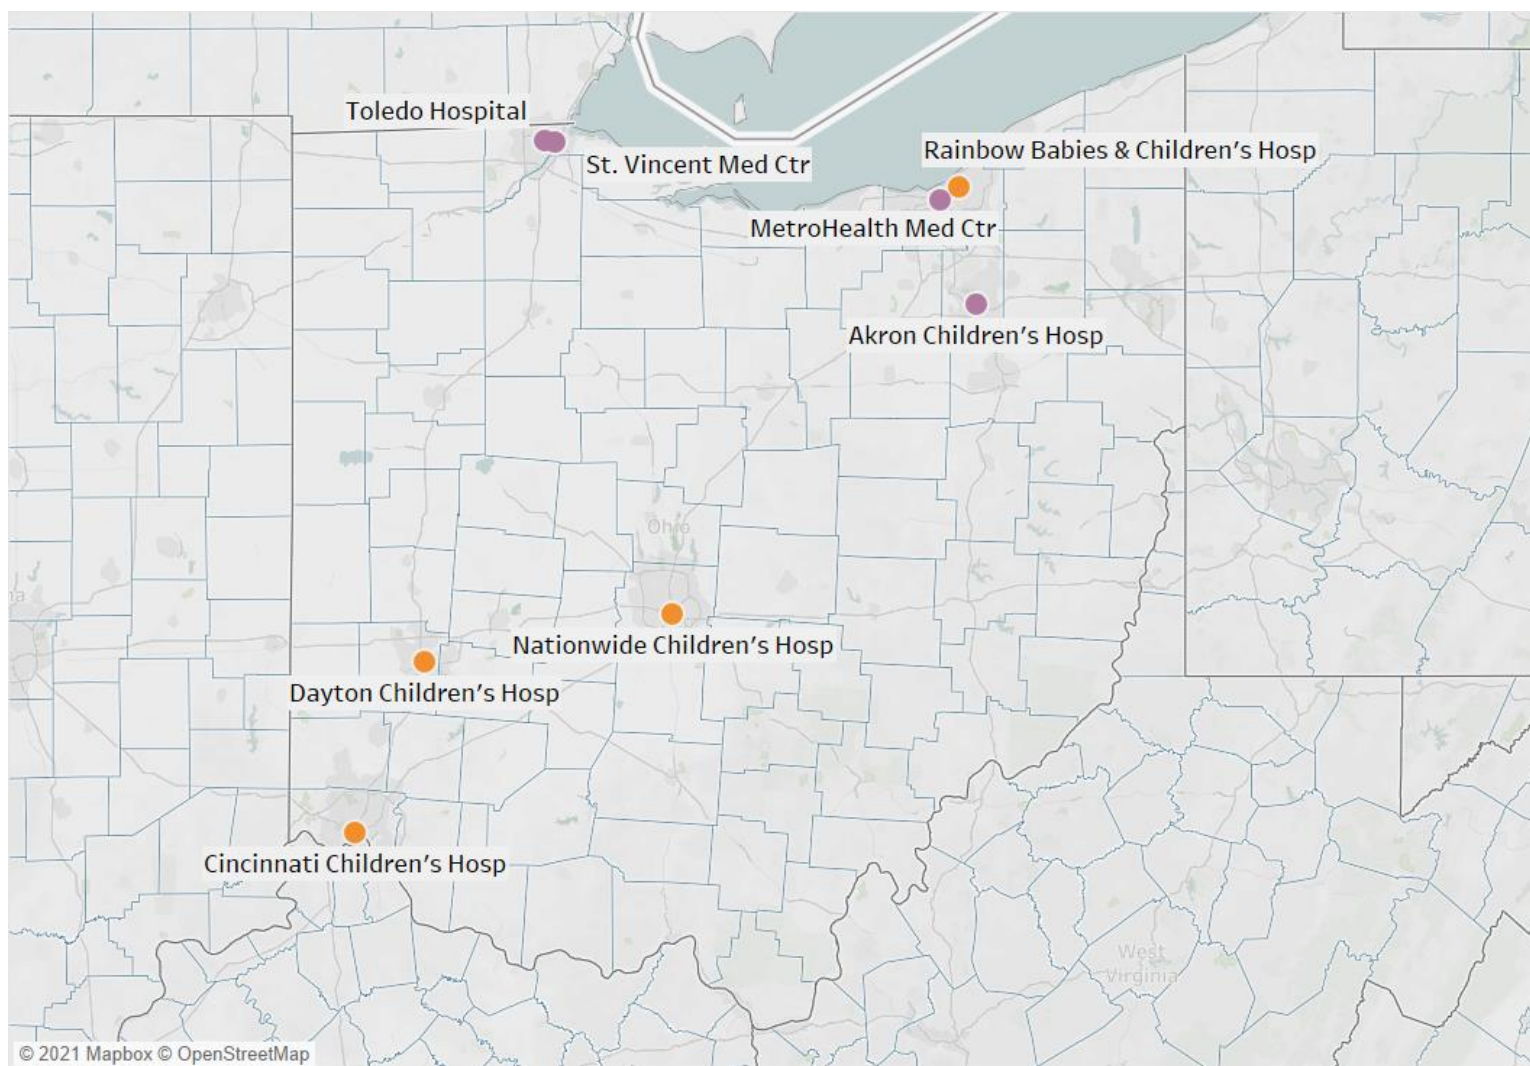 Toledo Hospital
St. Vincent Med Ctr
Rainbow Babies & Children's Hosp
MetroHealth Med Ctr
Akron Children's Hosp
Ohio
na
Nationwide Children's Hosp
Dayton Children's Hosp
Cincinnati Children's Hosp
West
Virginia
© 2021 Mapbox © OpenStreetMap